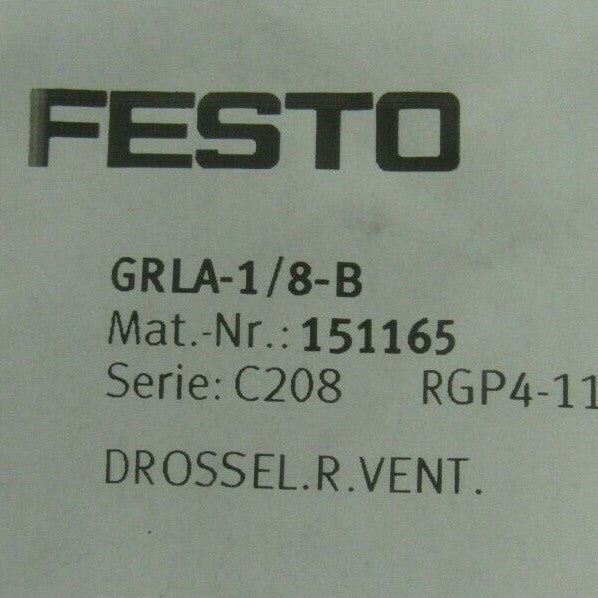 FESTO
GRLA-1/8-B
Mat.-Nr.: 151165
Serie: C208 RGP4-11
DROSSEL.R.VENT.